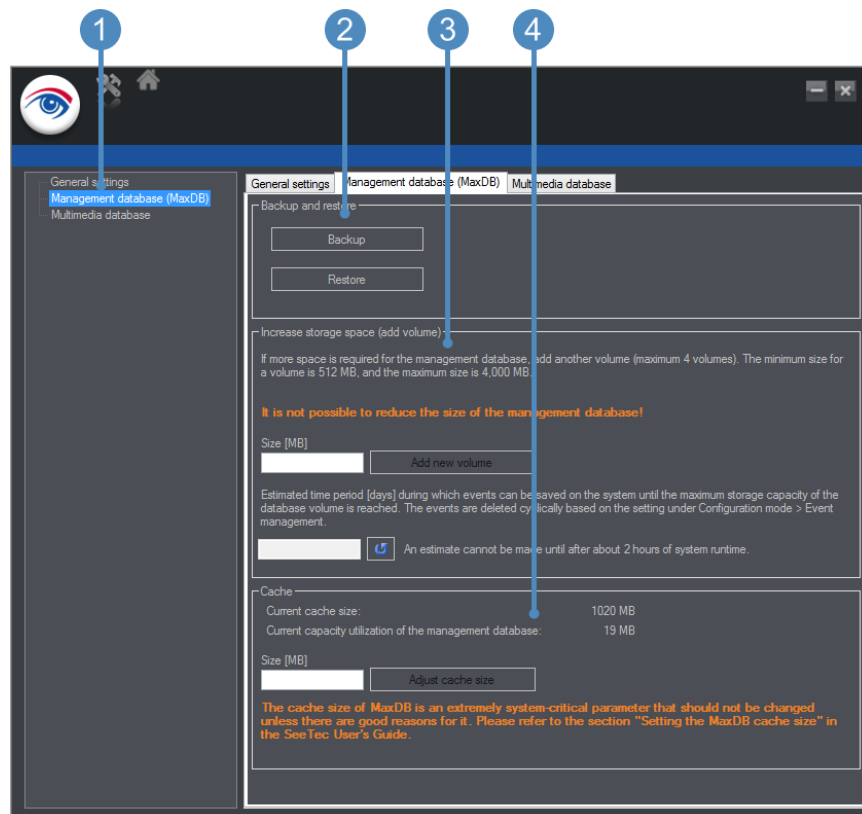 1
2
3
4
General settings
Management database (MaxDB)
Multimedia database
General settings
Management database (MaxDB)
Multimedia database
Backup and restore
Backup
Restore
Increase storage space (add volume)
If more space is required for the management database, add another volume (maximum 4 volumes). The minimum size for
a volume is 512 MB, and the maximum size is 4,000 MB.
It is not possible to reduce the size of the management database!
Size [MB]
Add new volume
Estimated time period [days] during which events can be saved on the system until the maximum storage capacity of the
database volume is reached. The events are deleted cyclically based on the setting under Configuration mode > Event
management.
An estimate cannot be made until after about 2 hours of system runtime.
Cache
Current cache size: 1020 MB
Current capacity utilization of the management database: 19 MB
Size [MB]
Adjust cache size
The cache size of MaxDB is an extremely system-critical parameter that should not be changed
unless there are good reasons for it. Please refer to the section "Setting the MaxDB cache size" in
the SeeTec User's Guide.